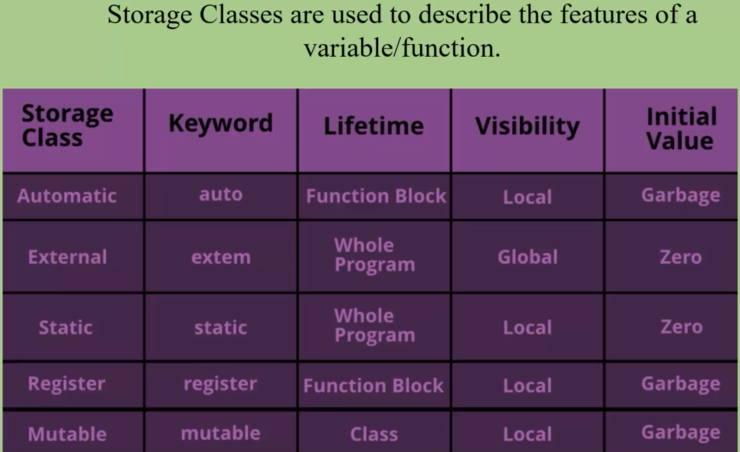 Storage Classes are used to describe the features of a
variable/function.
Storage Class Keyword Lifetime Visibility Initial Value
Automatic auto Function Block Local Garbage
External extem Whole Program Global Zero
Static static Whole Program Local Zero
Register register Function Block Local Garbage
Mutable mutable Class Local Garbage